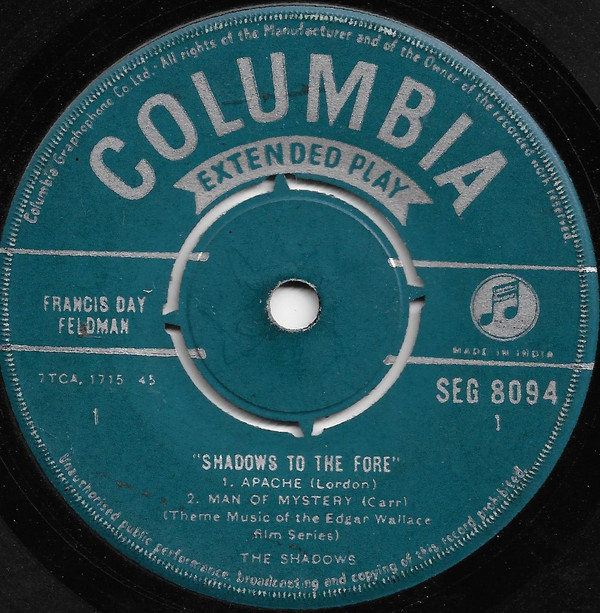 Columbia Graphophone Co. Ltd.- All rights of the Manufacturer and of the Owner of the recorded work reserved
COLUMBIA
EXTENDED PLAY
FRANCIS DAY
FELDMAN
MADE IN INDIA
7TCA. 1715 45
SEG 8094
1
1
"SHADOWS TO THE FORE"
1. APACHE (Lordon)
2. MAN OF MYSTERY (Carr)
(Theme Music of the Edgar Wallace
film Series)
THE SHADOWS
Unauthorised public performance, broadcasting and copying of this record prohibited